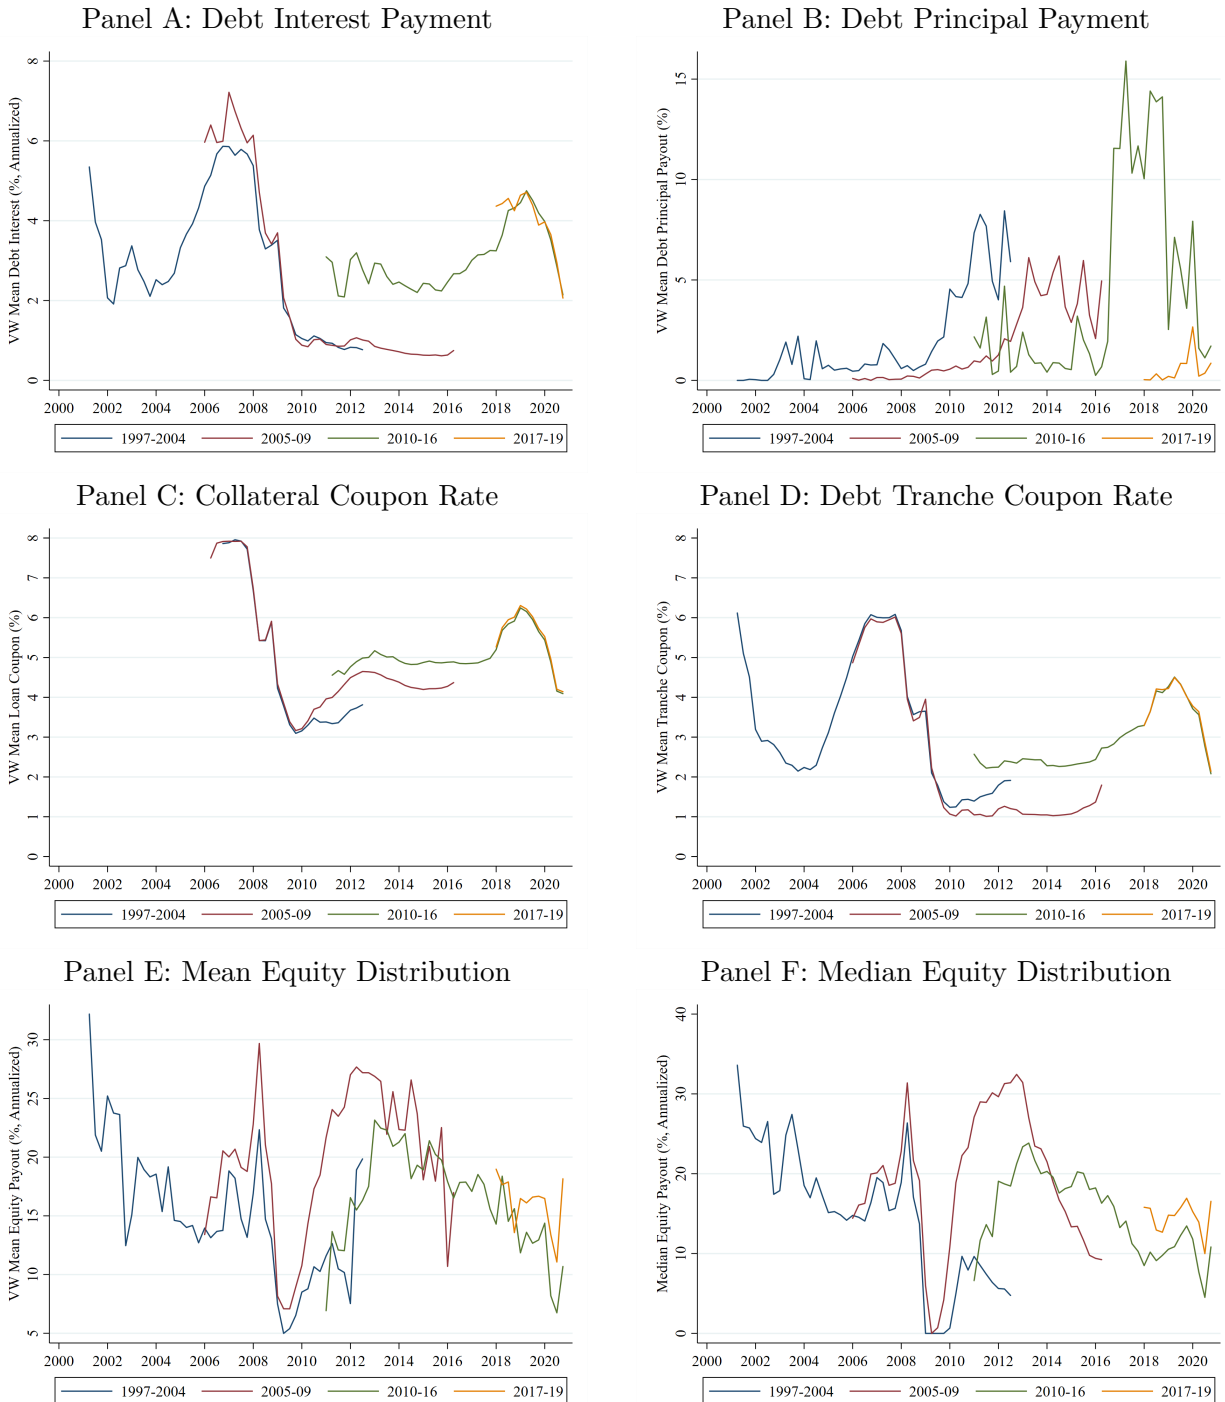 Panel A: Debt Interest Payment
VW Mean Debt Interest (%, Annualized)
8
6
4
2
0
2000 2002 2004 2006 2008 2010 2012 2014 2016 2018 2020
1997-2004 2005-09 2010-16 2017-19
Panel B: Debt Principal Payment
VW Mean Debt Principal Payout (%)
15
10
5
0
2000 2002 2004 2006 2008 2010 2012 2014 2016 2018 2020
1997-2004 2005-09 2010-16 2017-19
Panel C: Collateral Coupon Rate
VW Mean Loan Coupon (%)
8
7
6
5
4
3
2
1
0
2000 2002 2004 2006 2008 2010 2012 2014 2016 2018 2020
1997-2004 2005-09 2010-16 2017-19
Panel D: Debt Tranche Coupon Rate
VW Mean Tranche Coupon (%)
8
7
6
5
4
3
2
1
0
2000 2002 2004 2006 2008 2010 2012 2014 2016 2018 2020
1997-2004 2005-09 2010-16 2017-19
Panel E: Mean Equity Distribution
VW Mean Equity Payout (%, Annualized)
30
25
20
15
10
5
2000 2002 2004 2006 2008 2010 2012 2014 2016 2018 2020
1997-2004 2005-09 2010-16 2017-19
Panel F: Median Equity Distribution
Median Equity Payout (%, Annualized)
40
30
20
10
0
2000 2002 2004 2006 2008 2010 2012 2014 2016 2018 2020
1997-2004 2005-09 2010-16 2017-19